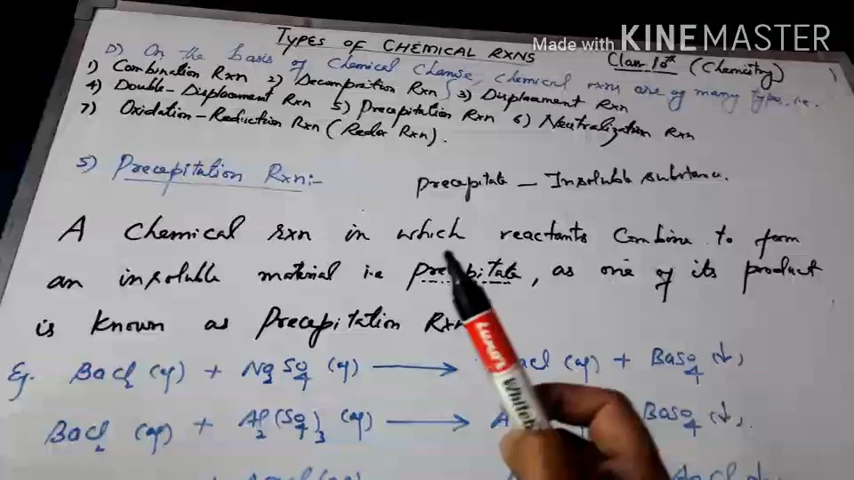 Made with KINEMASTER
TYPES OF CHEMICAL RXNS
Class 10th (Chemistry)
D) On the basis of chemical change, chemical rxns are of many types i.e.
1) Combination Rxn 2) Decomposition Rxn 3) Displacement Rxn
4) Double-Displacement Rxn 5) Precipitation Rxn 6) Neutralization Rxn
7) Oxidation-Reduction Rxn (Redox Rxn).
5) Precipitation Rxn:-
Precipitate - Insoluble substance.
A chemical rxn in which reactants combine to form
an insoluble material i.e Precipitate, as one of its product
is known as Precipitation Rxn
Eg. BaCl2 (aq) + Na2SO4 (aq) → (aq) + BaSO4 (↓)
BaCl2 (aq) + Al2(SO4)3 (aq) → BaSO4 (↓).